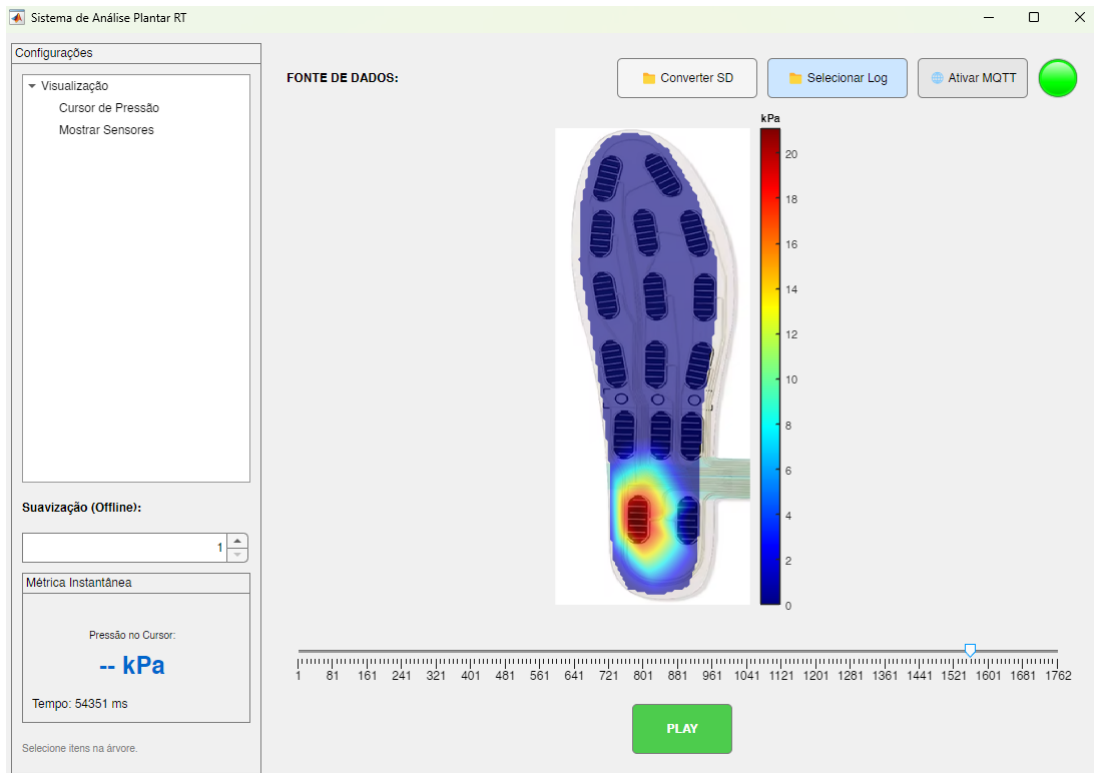 Sistema de Análise Plantar RT
Configurações
Visualização
Cursor de Pressão
Mostrar Sensores
Suavização (Offline):
1
Métrica Instantânea
Pressão no Cursor:
-- kPa
Tempo: 54351 ms
Selecione itens na árvore.
FONTE DE DADOS:
Converter SD
Selecionar Log
Ativar MQTT
kPa
20
18
16
14
12
10
8
6
4
2
0
1 81 161 241 321 401 481 561 641 721 801 881 961 1041 1121 1201 1281 1361 1441 1521 1601 1681 1762
PLAY